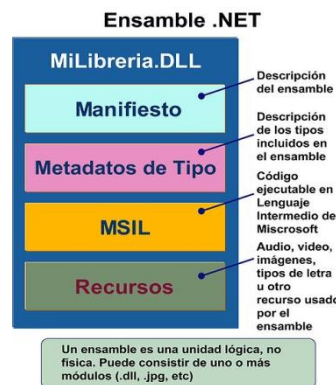 Ensamble .NET
MiLibreria.DLL
Manifiesto
Descripción
del ensamble
Metadatos de Tipo
Descripción
de los tipos
incluidos en
el ensamble
MSIL
Código
ejecutable en
Lenguaje
Intermedio de
Miscrosoft
Recursos
Audio, video,
imágenes,
tipos de letra
u otro
recurso usado
por el
ensamble
Un ensamble es una unidad lógica, no
física. Puede consistir de uno o más
módulos (.dll, .jpg, etc)